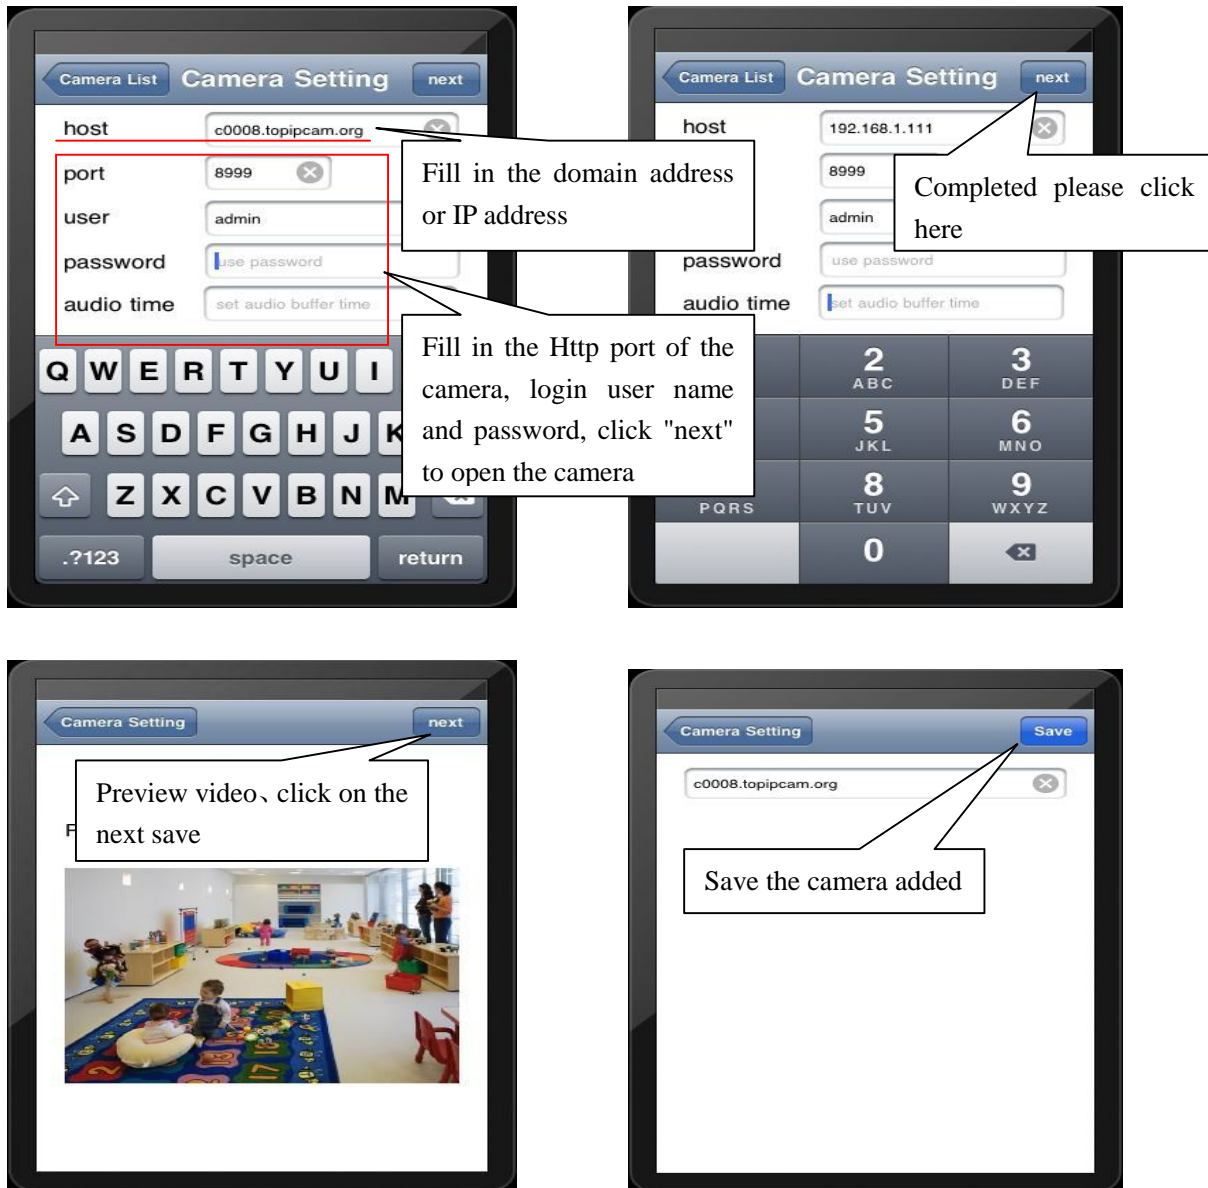 Camera List Camera Setting next
host c0008.topipcam.org
port 8999
user admin
password use password
audio time set audio buffer time
Fill in the domain address
or IP address
Fill in the Http port of the
camera, login user name
and password, click "next"
to open the camera
Q W E R T Y U I
A S D F G H J K
Z X C V B N M
.?123 space return
Camera List Camera Setting next
host 192.168.1.111
8999
admin
password use password
audio time set audio buffer time
Completed please click
here
2 3
ABC DEF
5 6
JKL MNO
8 9
PQRS TUV WXYZ
0
Camera Setting next
Preview video、click on the
next save
Camera Setting Save
c0008.topipcam.org
Save the camera added